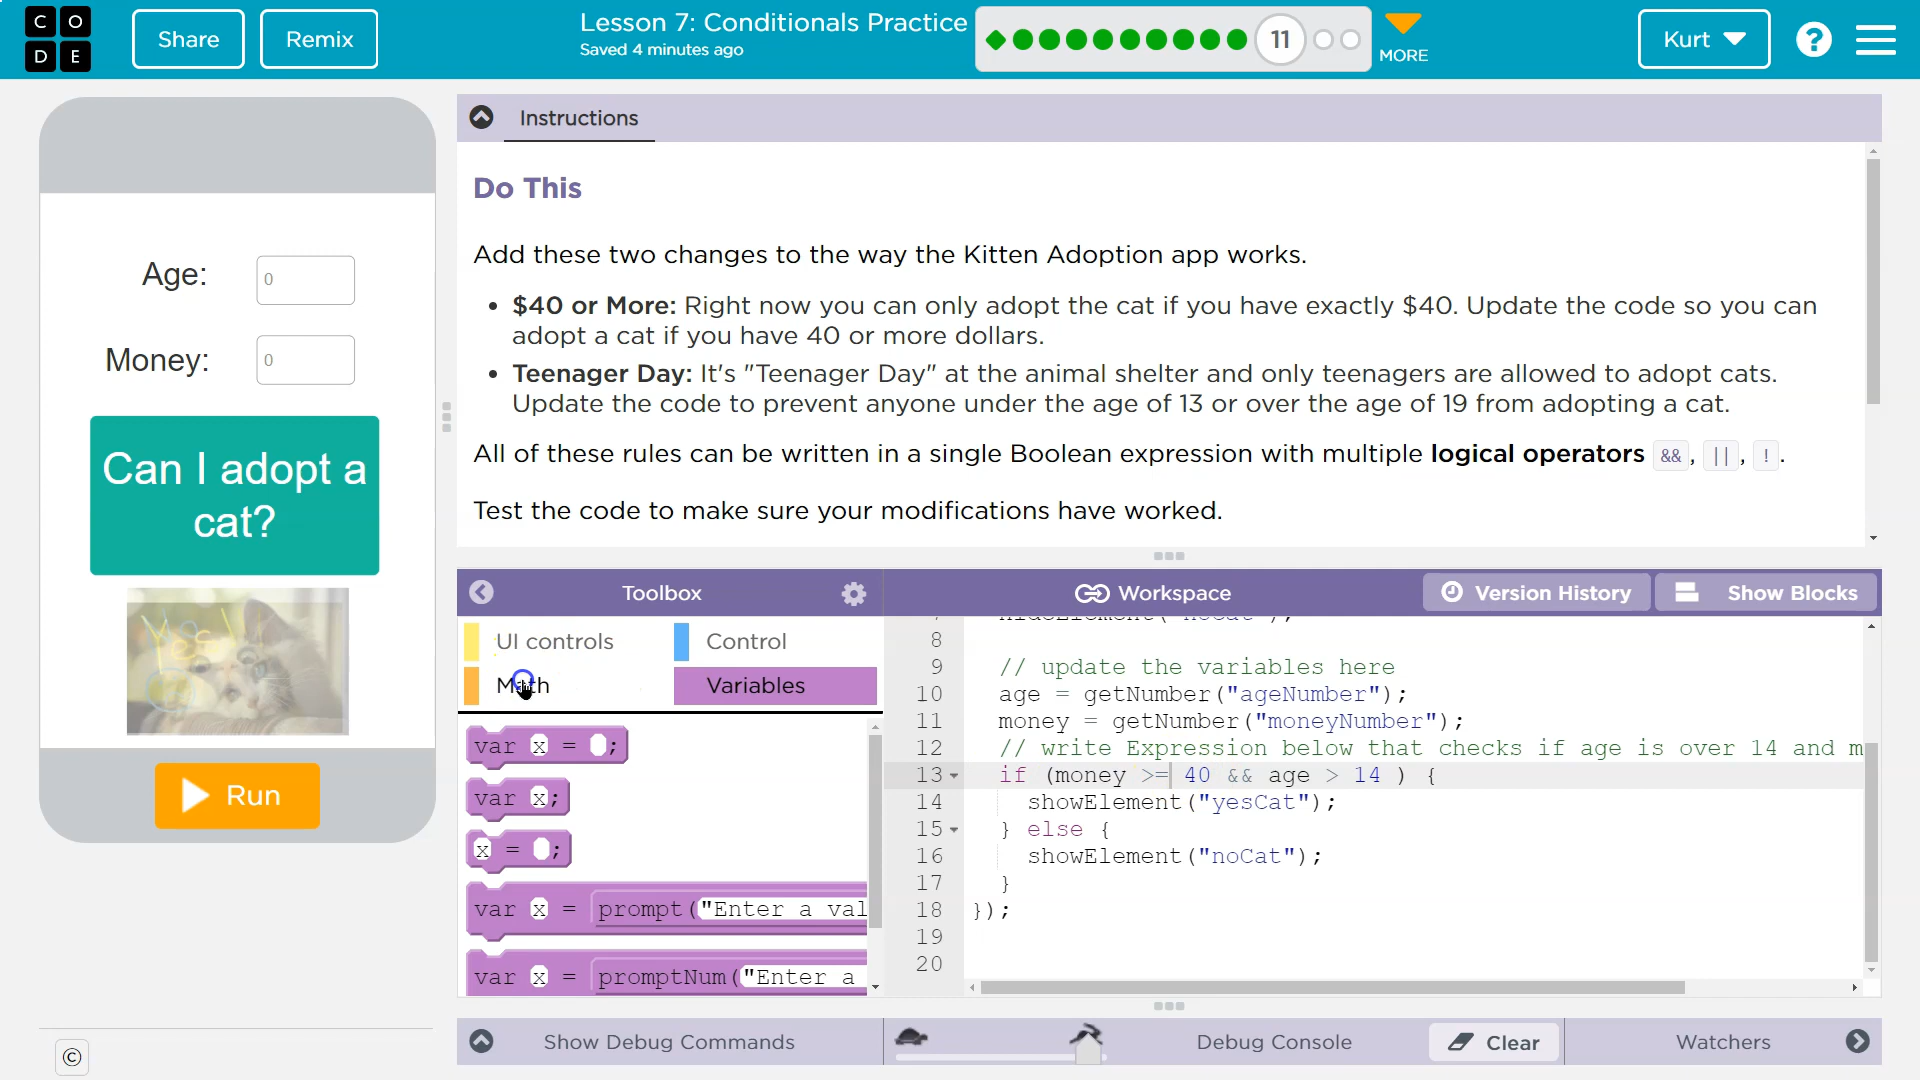 C O
D E
Share
Remix
Lesson 7: Conditionals Practice
Saved 4 minutes ago
11
MORE
Kurt
?
Instructions
Do This
Add these two changes to the way the Kitten Adoption app works.
• $40 or More: Right now you can only adopt the cat if you have exactly $40. Update the code so you can
adopt a cat if you have 40 or more dollars.
• Teenager Day: It's "Teenager Day" at the animal shelter and only teenagers are allowed to adopt cats.
Update the code to prevent anyone under the age of 13 or over the age of 19 from adopting a cat.
All of these rules can be written in a single Boolean expression with multiple logical operators &&, ||, !.
Test the code to make sure your modifications have worked.
Age: 0
Money: 0
Can I adopt a
cat?
Yes!
Run
©
Toolbox
Workspace
Version History
Show Blocks
UI controls
Control
Math
Variables
var x = ;
var x;
x = ;
var x = prompt("Enter a val
var x = promptNum("Enter a
8
9 // update the variables here
10 age = getNumber("ageNumber");
11 money = getNumber("moneyNumber");
12 // write Expression below that checks if age is over 14 and m
13 if (money >= 40 && age > 14 ) {
14 showElement("yesCat");
15 } else {
16 showElement("noCat");
17 }
18 });
19
20
Show Debug Commands
Debug Console
Clear
Watchers